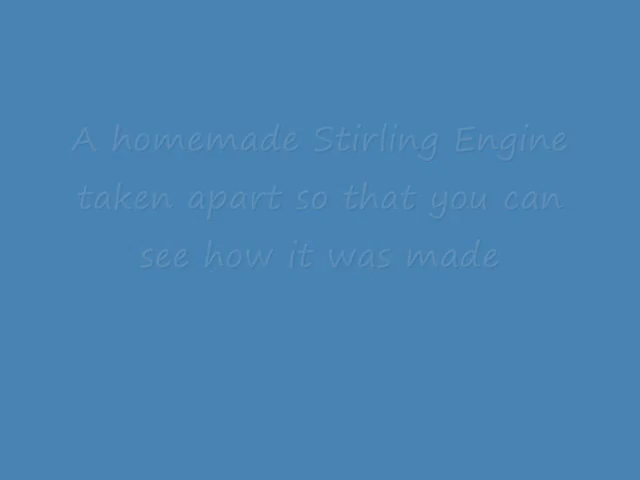 A homemade Stirling Engine
taken apart so that you can
see how it was made